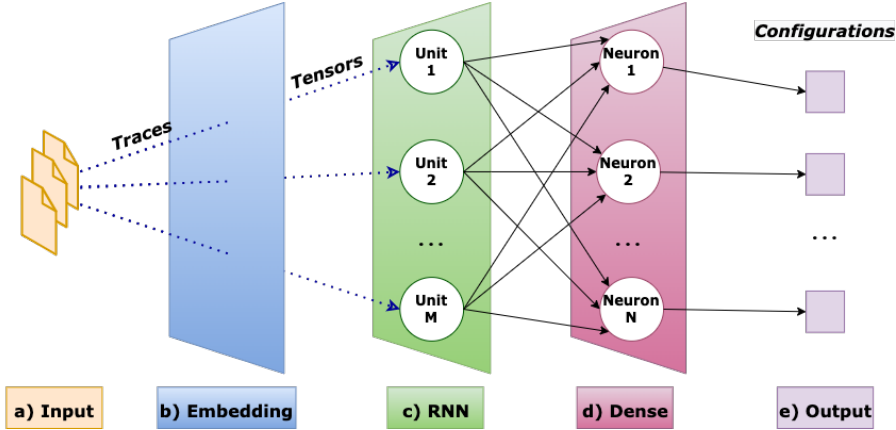 Configurations
Traces
Tensors
Unit
1
Unit
2
...
Unit
M
Neuron
1
Neuron
2
...
Neuron
N
...
a) Input
b) Embedding
c) RNN
d) Dense
e) Output